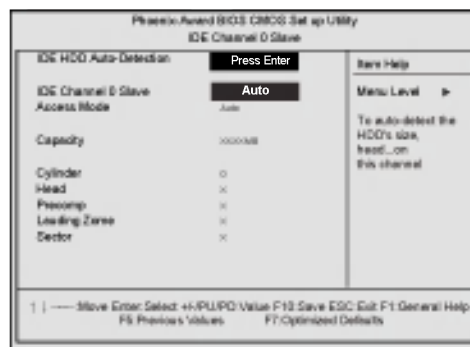 Phoenix-Award BIOS CMOS Set up Utility
IDE Channel 0 Slave
IDE HDD Auto-Detection Press Enter
Item Help
IDE Channel 0 Slave Auto
Menu Level ►
Access Mode Auto
To auto-detect the
HDD's size,
head...on
this channel
Capacity XXXX MB
Cylinder
Head X
Precomp X
Landing Zone X
Sector X
↑↓ :Move Enter:Select +/-/PU/PD:Value F10:Save ESC:Exit F1:General Help
F5:Previous Values F7:Optimized Defaults